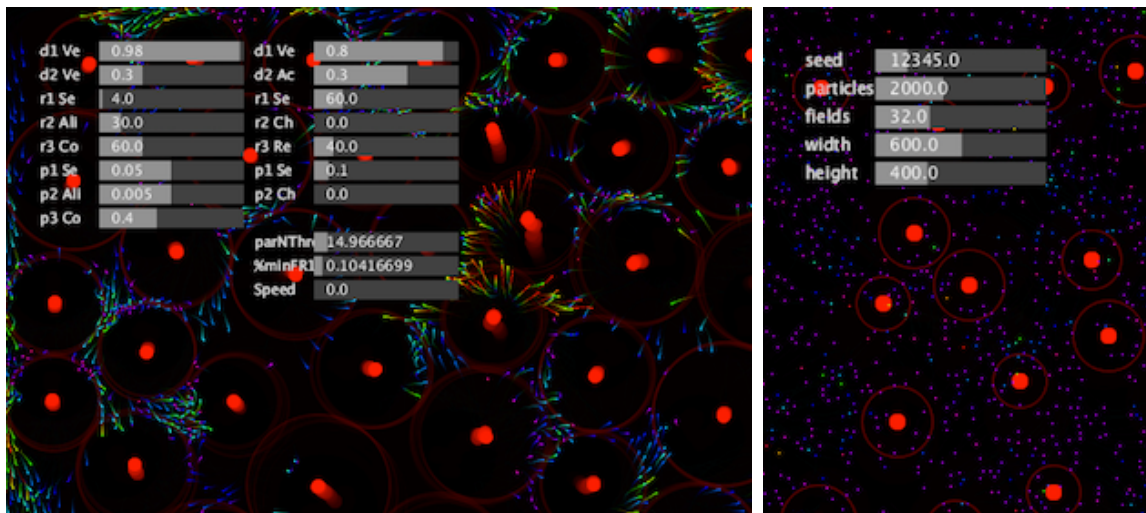 d1 Ve 0.98
d2 Ve 0.3
r1 Se 4.0
r2 Ali 30.0
r3 Co 60.0
p1 Se 0.05
p2 Ali 0.005
p3 Co 0.4
d1 Ve 0.8
d2 Ac 0.3
r1 Se 60.0
r2 Ch 0.0
r3 Re 40.0
p1 Se 0.1
p2 Ch 0.0
parNThr 14.966667
%minFR1 0.10416699
Speed 0.0
seed 12345.0
particles 2000.0
fields 32.0
width 600.0
height 400.0